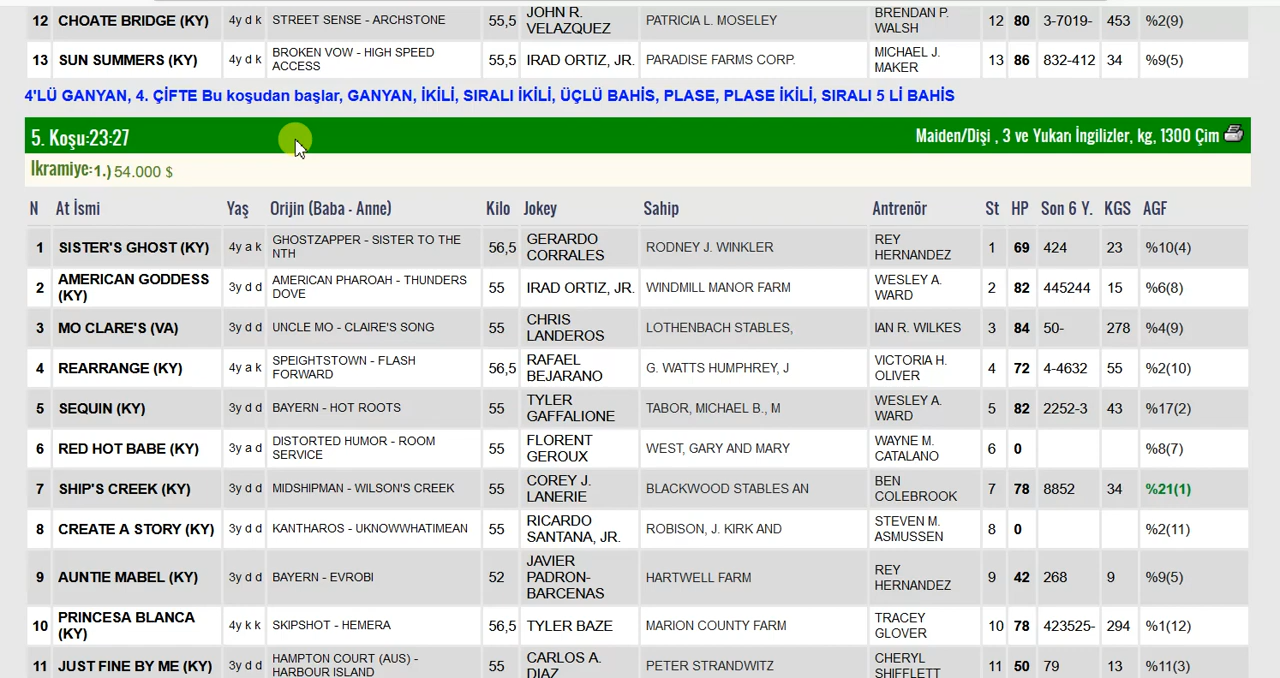 12 CHOATE BRIDGE (KY) 4y d k STREET SENSE - ARCHSTONE 55,5 JOHN R. VELAZQUEZ PATRICIA L. MOSELEY BRENDAN P. WALSH 12 80 3-7019- 453 %2(9)
13 SUN SUMMERS (KY) 4y d k BROKEN VOW - HIGH SPEED ACCESS 55,5 IRAD ORTIZ, JR. PARADISE FARMS CORP. MICHAEL J. MAKER 13 86 832-412 34 %9(5)
4'LÜ GANYAN, 4. ÇİFTE Bu koşudan başlar, GANYAN, İKİLİ, SIRALI İKİLİ, ÜÇLÜ BAHİS, PLASE, PLASE İKİLİ, SIRALI 5 Lİ BAHİS
5. Koşu:23:27 Maiden/Dişi , 3 ve Yukarı İngilizler, kg, 1300 Çim
İkramiye:1.) 54.000 $
N At İsmi Yaş Orijin (Baba - Anne) Kilo Jokey Sahip Antrenör St HP Son 6 Y. KGS AGF
1 SISTER'S GHOST (KY) 4y a k GHOSTZAPPER - SISTER TO THE NTH 56,5 GERARDO CORRALES RODNEY J. WINKLER REY HERNANDEZ 1 69 424 23 %10(4)
2 AMERICAN GODDESS (KY) 3y d d AMERICAN PHAROAH - THUNDERS DOVE 55 IRAD ORTIZ, JR. WINDMILL MANOR FARM WESLEY A. WARD 2 82 445244 15 %6(8)
3 MO CLARE'S (VA) 3y d d UNCLE MO - CLAIRE'S SONG 55 CHRIS LANDEROS LOTHENBACH STABLES, IAN R. WILKES 3 84 50- 278 %4(9)
4 REARRANGE (KY) 4y a k SPEIGHTSTOWN - FLASH FORWARD 56,5 RAFAEL BEJARANO G. WATTS HUMPHREY, J VICTORIA H. OLIVER 4 72 4-4632 55 %2(10)
5 SEQUIN (KY) 3y d d BAYERN - HOT ROOTS 55 TYLER GAFFALIONE TABOR, MICHAEL B., M WESLEY A. WARD 5 82 2252-3 43 %17(2)
6 RED HOT BABE (KY) 3y a d DISTORTED HUMOR - ROOM SERVICE 55 FLORENT GEROUX WEST, GARY AND MARY WAYNE M. CATALANO 6 0 %8(7)
7 SHIP'S CREEK (KY) 3y d d MIDSHIPMAN - WILSON'S CREEK 55 COREY J. LANERIE BLACKWOOD STABLES AN BEN COLEBROOK 7 78 8852 34 %21(1)
8 CREATE A STORY (KY) 3y d d KANTHAROS - UKNOWWHATIMEAN 55 RICARDO SANTANA, JR. ROBISON, J. KIRK AND STEVEN M. ASMUSSEN 8 0 %2(11)
9 AUNTIE MABEL (KY) 3y d d BAYERN - EVROBI 52 JAVIER PADRON-BARCENAS HARTWELL FARM REY HERNANDEZ 9 42 268 9 %9(5)
10 PRINCESA BLANCA (KY) 4y k k SKIPSHOT - HEMERA 56,5 TYLER BAZE MARION COUNTY FARM TRACEY GLOVER 10 78 423525- 294 %1(12)
11 JUST FINE BY ME (KY) 3y d d HAMPTON COURT (AUS) - HARBOUR ISLAND 55 CARLOS A. DIAZ PETER STRANDWITZ CHERYL SHIFFLETT 11 50 79 13 %11(3)